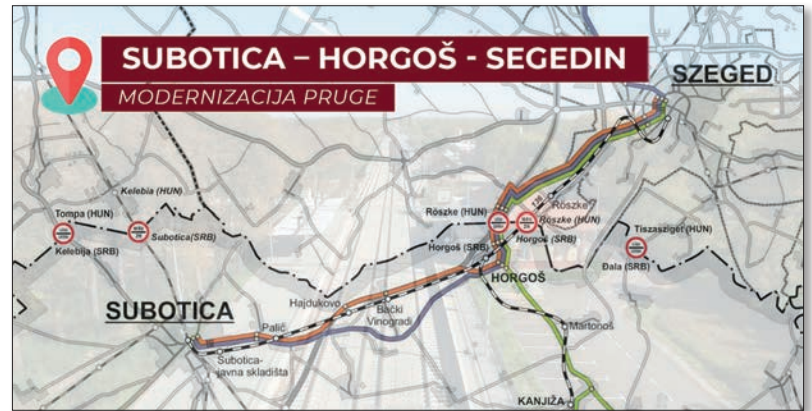 SUBOTICA – HORGOŠ - SEGEDIN
MODERNIZACIJA PRUGE
SZEGED
Kelebia (HUN)
Tompa (HUN)
Subotica(SRB)
Kelebija (SRB)
136
Röszke
Röszke (HUN)
Röszke (HUN)
Tiszasziget (HUN)
Horgoš (SRB)
Horgoš (SRB)
Đala (SRB)
HORGOŠ
SUBOTICA
Hajdukovo
Bački
Vinogradi
Palić
Martonoš
Subotica-
javna skladišta
KANJIŽA